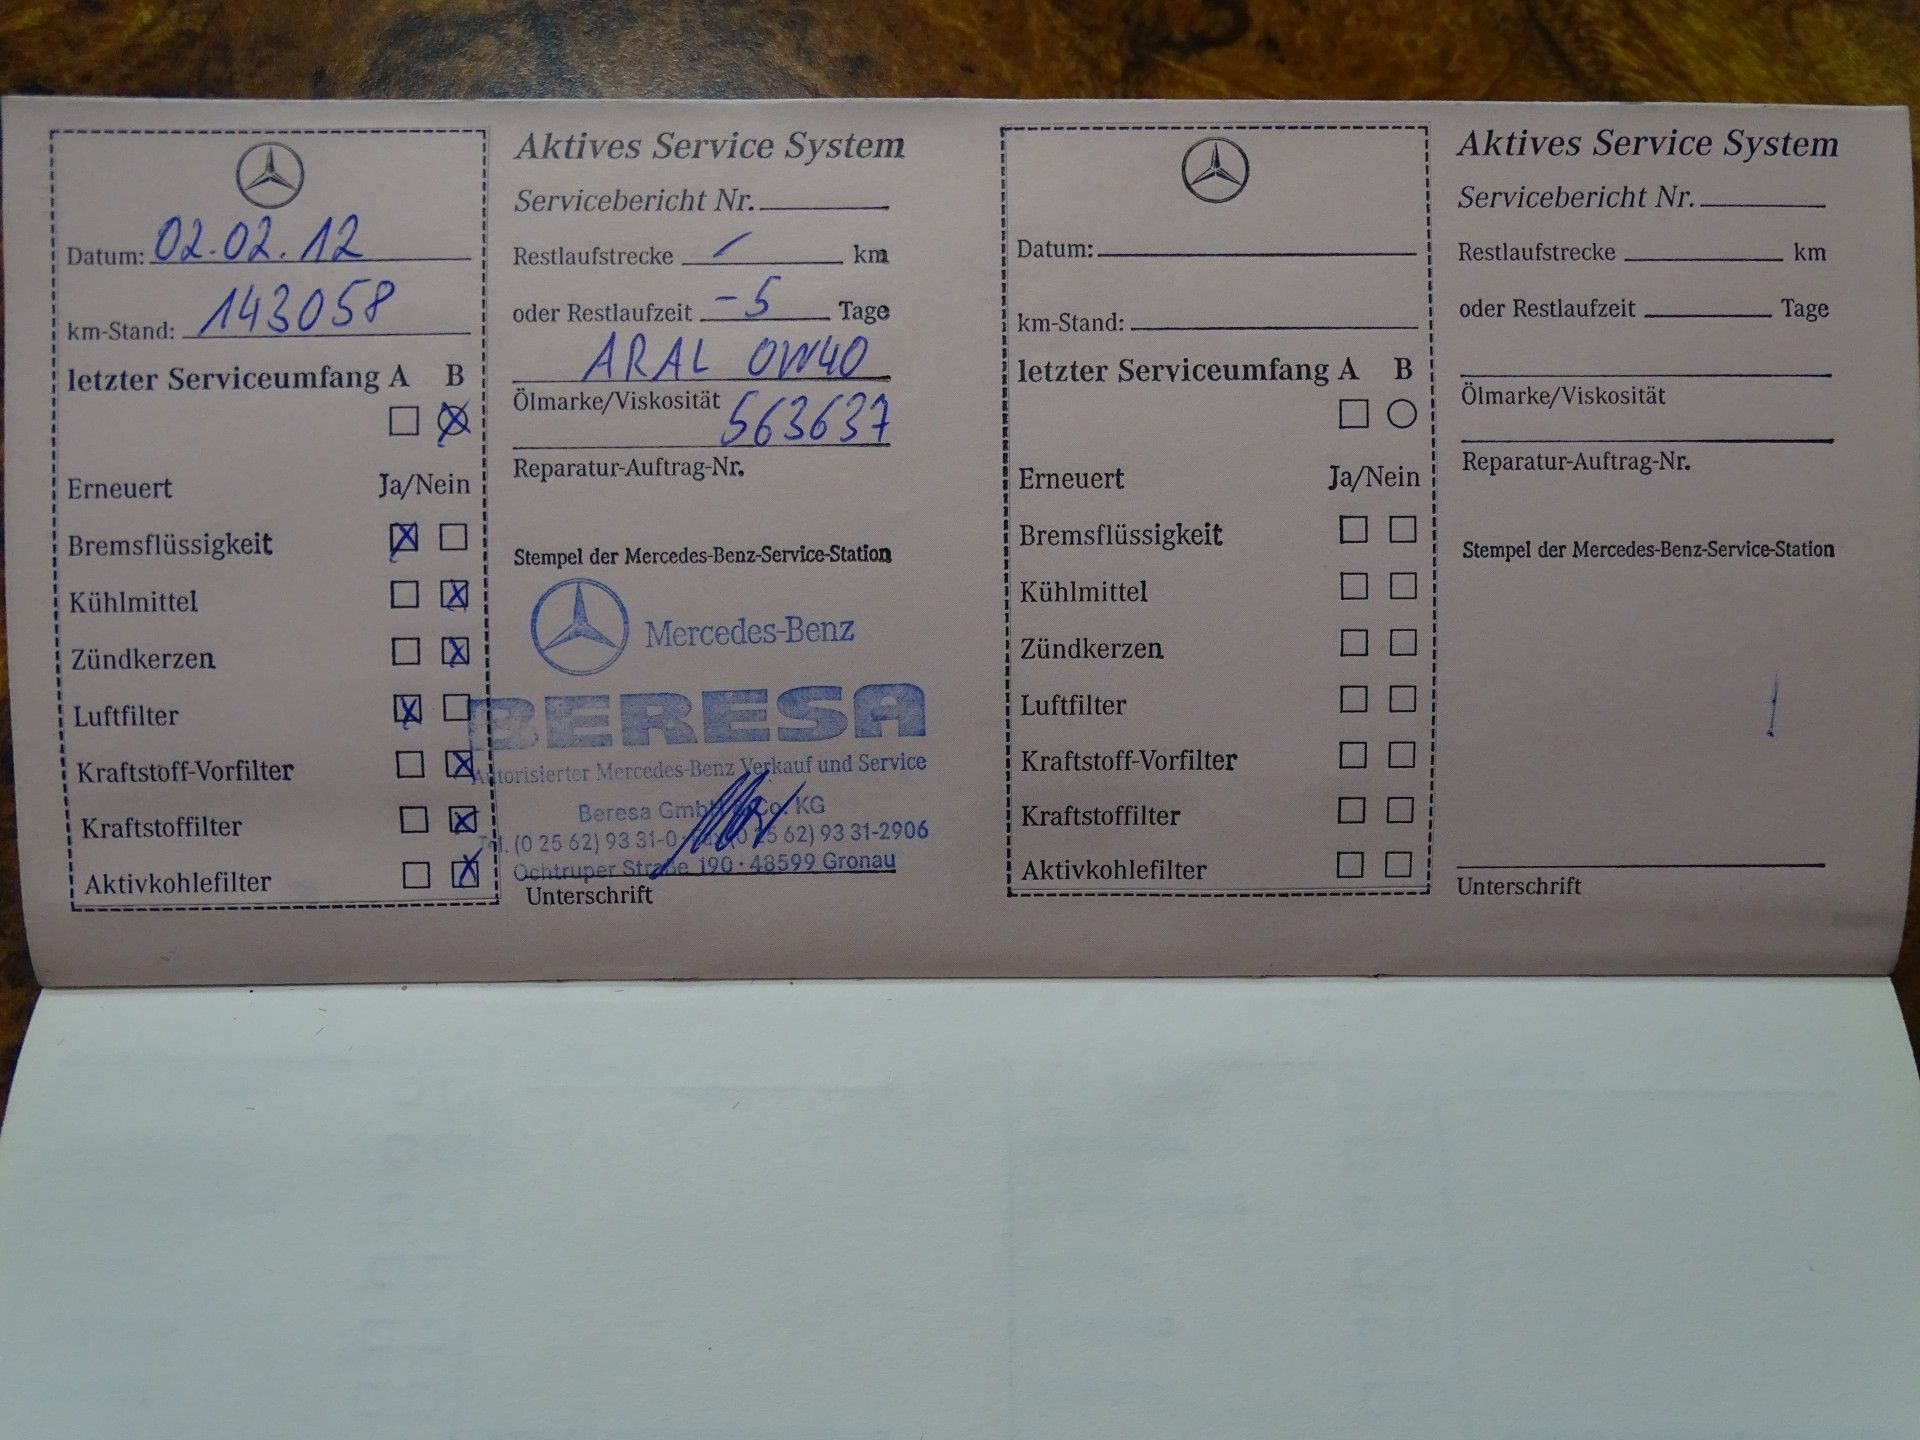 Datum: 02.02.12
km-Stand: 143058
letzter Serviceumfang A B
Erneuert Ja/Nein
Bremsflüssigkeit
Kühlmittel
Zündkerzen
Luftfilter
Kraftstoff-Vorfilter
Kraftstoffilter
Aktivkohlefilter
Aktives Service System
Servicebericht Nr.
Restlaufstrecke / km
oder Restlaufzeit -5 Tage
ARAL 0W40
Ölmarke/Viskosität
563637
Reparatur-Auftrag-Nr.
Stempel der Mercedes-Benz-Service-Station
Mercedes-Benz
BERESA
Autorisierter Mercedes-Benz Verkauf und Service
Beresa GmbH & Co. KG
Tel. (0 25 62) 93 31-0 · Fax (0 25 62) 93 31-2906
Ochtruper Straße 190 · 48599 Gronau
Unterschrift
Datum:
km-Stand:
letzter Serviceumfang A B
Erneuert Ja/Nein
Bremsflüssigkeit
Kühlmittel
Zündkerzen
Luftfilter
Kraftstoff-Vorfilter
Kraftstoffilter
Aktivkohlefilter
Aktives Service System
Servicebericht Nr.
Restlaufstrecke km
oder Restlaufzeit Tage
Ölmarke/Viskosität
Reparatur-Auftrag-Nr.
Stempel der Mercedes-Benz-Service-Station
Unterschrift